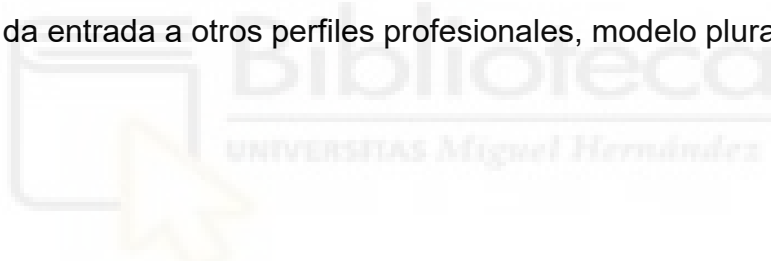 da entrada a otros perfiles profesionales, modelo plura
Biblioteca
UNIVERSITAS Miguel Hernández